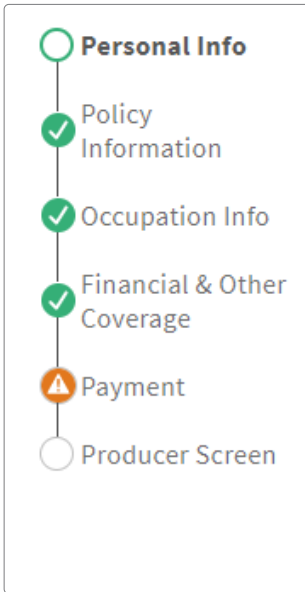 Personal Info
Policy
Information
Occupation Info
Financial & Other
Coverage
Payment
Producer Screen